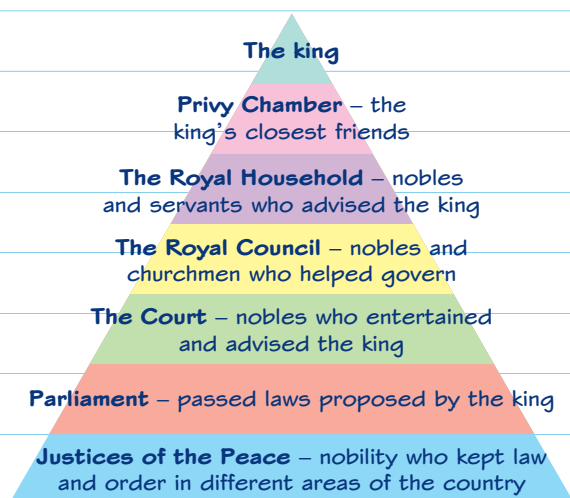 The king
Privy Chamber – the
king's closest friends
The Royal Household – nobles
and servants who advised the king
The Royal Council – nobles and
churchmen who helped govern
The Court – nobles who entertained
and advised the king
Parliament – passed laws proposed by the king
Justices of the Peace – nobility who kept law
and order in different areas of the country